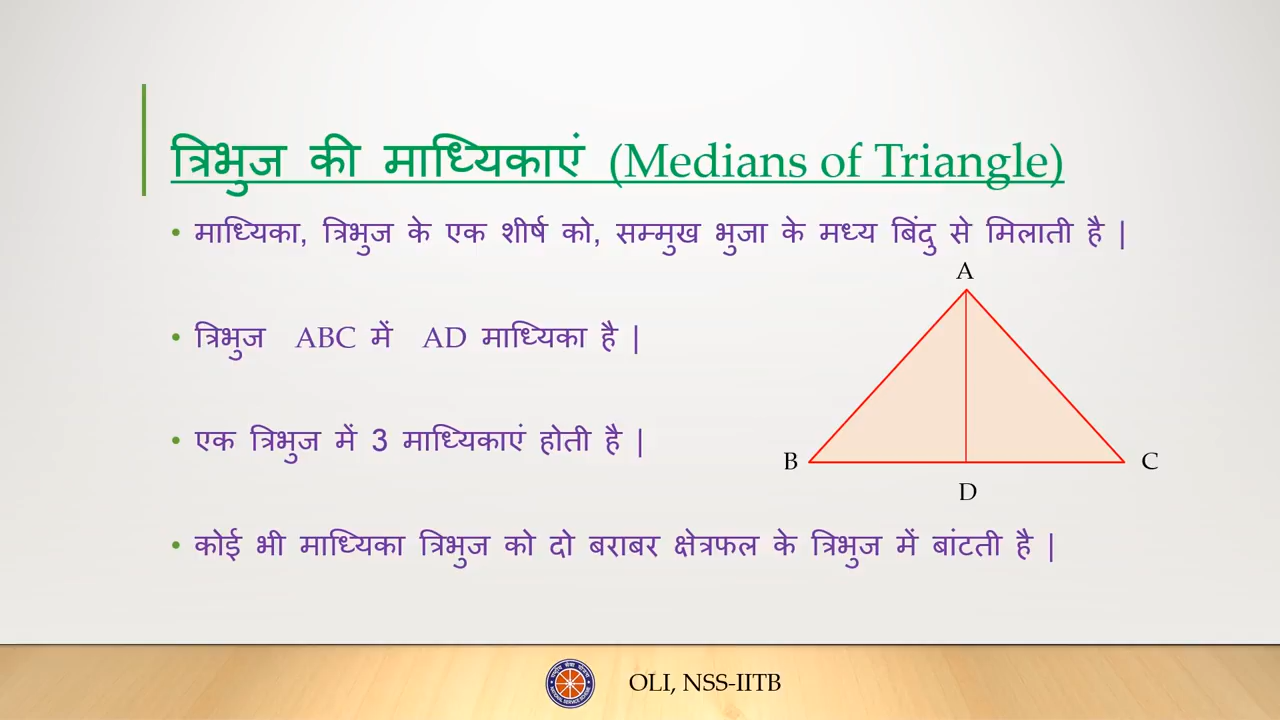 त्रिभुज की माध्यिकाएं (Medians of Triangle)
• माध्यिका, त्रिभुज के एक शीर्ष को, सम्मुख भुजा के मध्य बिंदु से मिलाती है |
A
• त्रिभुज ABC में AD माध्यिका है |
• एक त्रिभुज में 3 माध्यिकाएं होती है |
B
C
D
• कोई भी माध्यिका त्रिभुज को दो बराबर क्षेत्रफल के त्रिभुज में बांटती है |
OLI, NSS-IITB